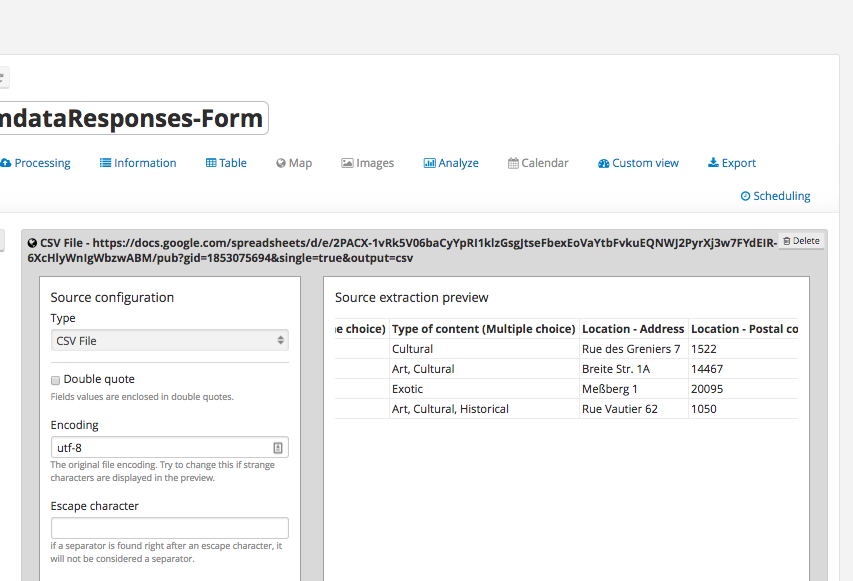 mdataResponses-Form
Processing Information Table Map Images Analyze Calendar Custom view Export
Scheduling
CSV File - https://docs.google.com/spreadsheets/d/e/2PACX-1vRk5V06baCyYpRI1klzGsgJtseFbexEoVaYtbFvkuEQNWJ2PyrXj3w7FYdEIR- Delete
6XcHlyWnIgWbzwABM/pub?gid=1853075694&single=true&output=csv
Source configuration
Type
CSV File
Double quote
Fields values are enclosed in double quotes.
Encoding
utf-8
The original file encoding. Try to change this if strange
characters are displayed in the preview.
Escape character
if a separator is found right after an escape character, it
will not be considered a separator.
Source extraction preview
e choice) Type of content (Multiple choice) Location - Address Location - Postal co
Cultural Rue des Greniers 7 1522
Art, Cultural Breite Str. 1A 14467
Exotic Meßberg 1 20095
Art, Cultural, Historical Rue Vautier 62 1050